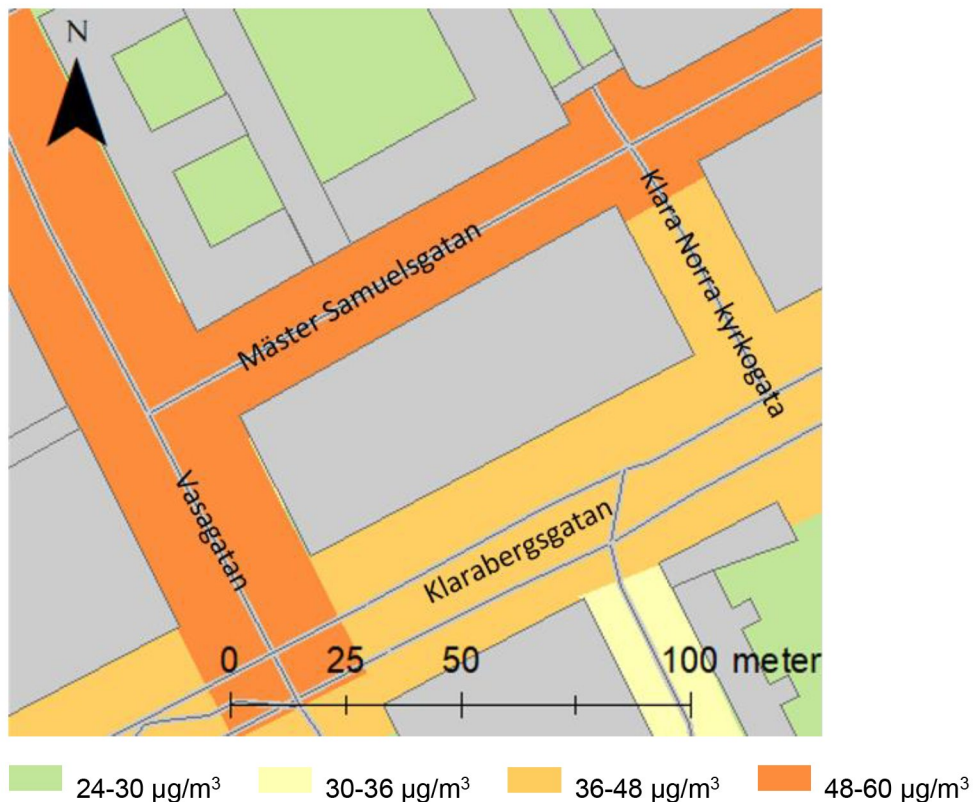 N
Mäster Samuelsgatan
Klara Norra kyrkogata
Vasagatan
Klarabergsgatan
0 25 50 100 meter
24-30 µg/m³ 30-36 µg/m³ 36-48 µg/m³ 48-60 µg/m³